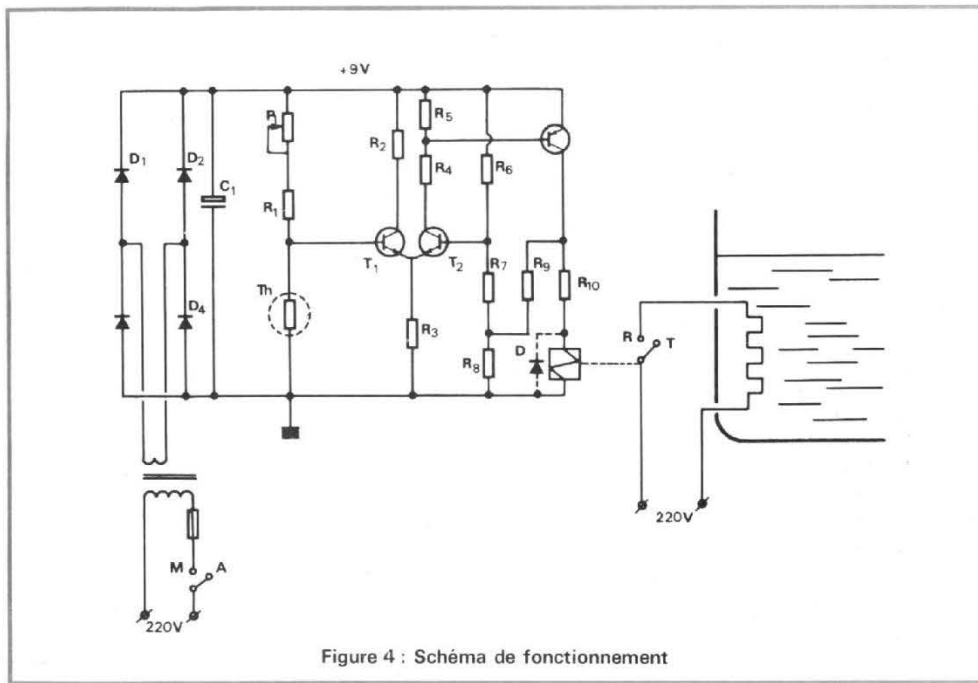 +9V
P
R5
D1
D2
R2
C1
R4
R6
R1
T1
T2
R7
R9
R10
Th
D4
R3
R8
D
R
T
220V
M
A
220V
Figure 4 : Schéma de fonctionnement